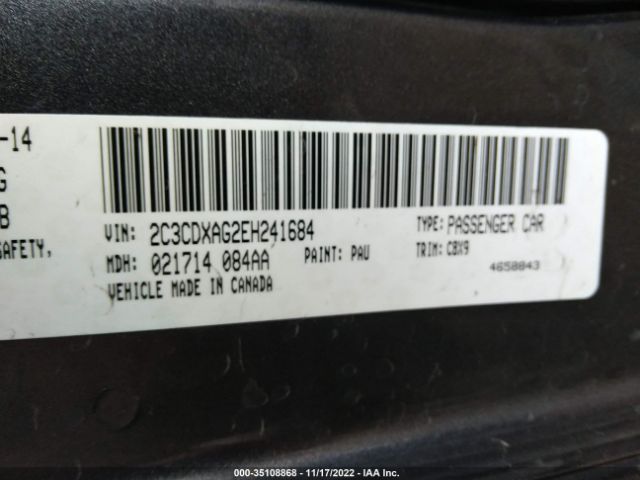 -14
G
B
SAFETY,
VIN: 2C3CDXAG2EH241684
TYPE: PASSENGER CAR
MDH: 021714 084AA
PAINT: PAU
TRIM: CBX9
VEHICLE MADE IN CANADA
4658843
000-35108868 - 11/17/2022 - IAA Inc.